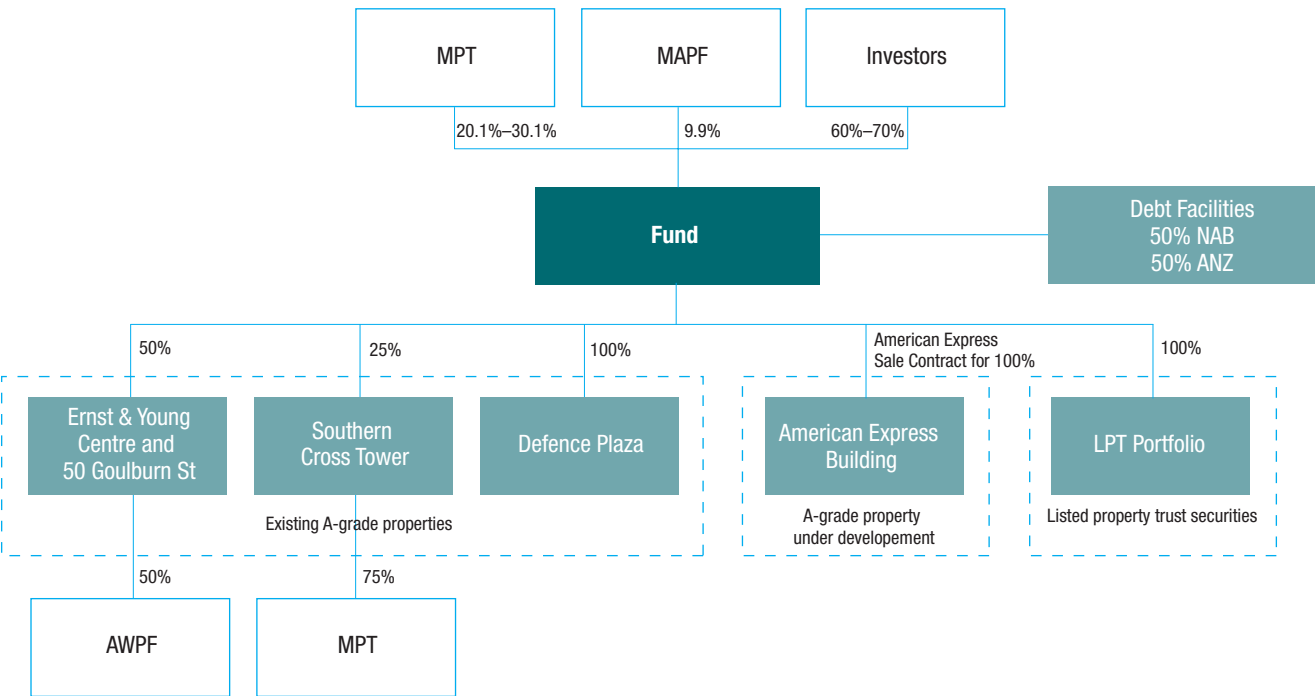 MPT
MAPF
Investors
20.1%–30.1%
9.9%
60%–70%
Fund
Debt Facilities
50% NAB
50% ANZ
50%
25%
100%
American Express
Sale Contract for 100%
100%
Ernst & Young
Centre and
50 Goulburn St
Southern
Cross Tower
Defence Plaza
American Express
Building
LPT Portfolio
Existing A-grade properties
A-grade property
under developement
Listed property trust securities
50%
75%
AWPF
MPT